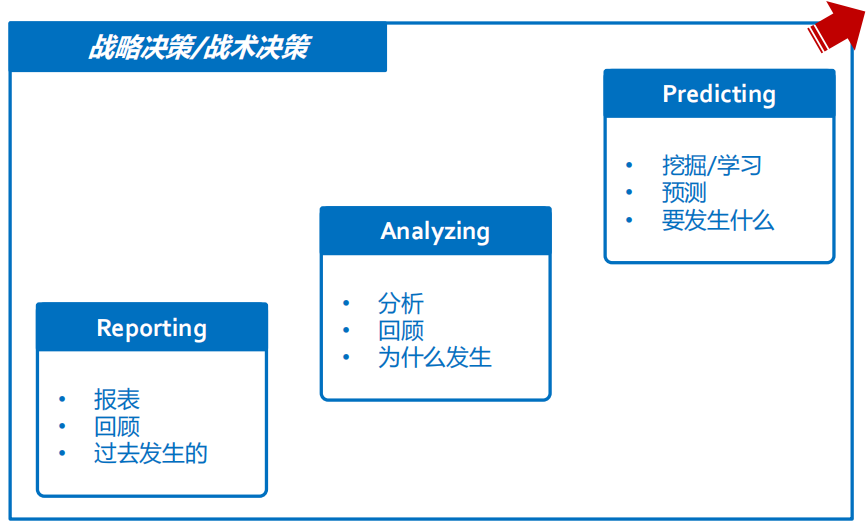 战略决策/战术决策
Predicting
• 挖掘/学习
• 预测
• 要发生什么
Analyzing
• 分析
• 回顾
• 为什么发生
Reporting
• 报表
• 回顾
• 过去发生的